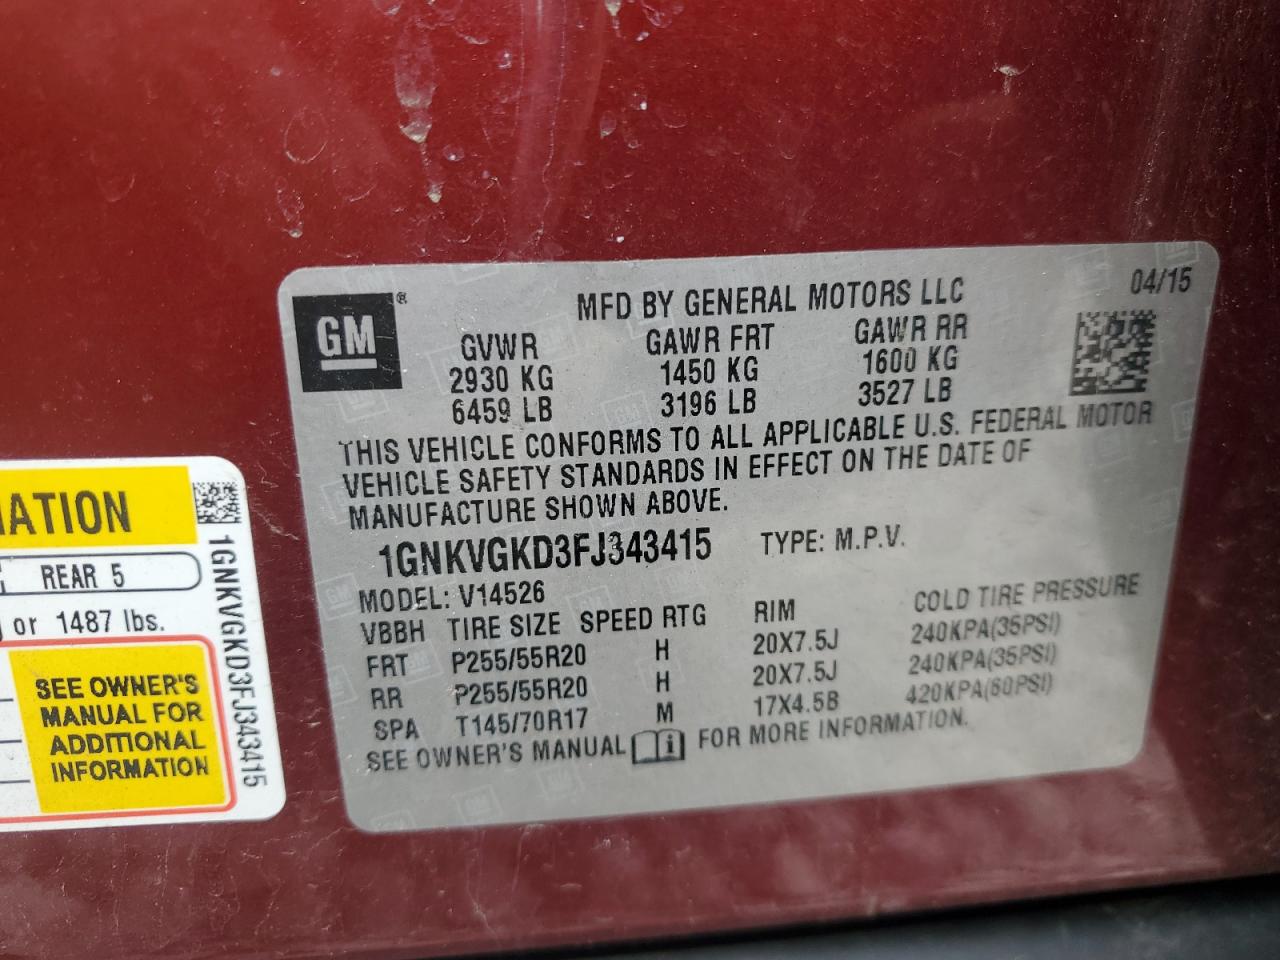 GM ®
MFD BY GENERAL MOTORS LLC 04/15
GVWR GAWR FRT GAWR RR
2930 KG 1450 KG 1600 KG
6459 LB 3196 LB 3527 LB
THIS VEHICLE CONFORMS TO ALL APPLICABLE U.S. FEDERAL MOTOR
VEHICLE SAFETY STANDARDS IN EFFECT ON THE DATE OF
MANUFACTURE SHOWN ABOVE.
1GNKVGKD3FJ343415 TYPE: M.P.V.
MODEL: V14526
VBBH TIRE SIZE SPEED RTG RIM COLD TIRE PRESSURE
FRT P255/55R20 H 20X7.5J 240KPA(35PSI)
RR P255/55R20 H 20X7.5J 240KPA(35PSI)
SPA T145/70R17 M 17X4.5B 420KPA(60PSI)
SEE OWNER'S MANUAL FOR MORE INFORMATION.
ATION
REAR 5
or 1487 lbs.
SEE OWNER'S
MANUAL FOR
ADDITIONAL
INFORMATION
1GNKVGKD3FJ343415